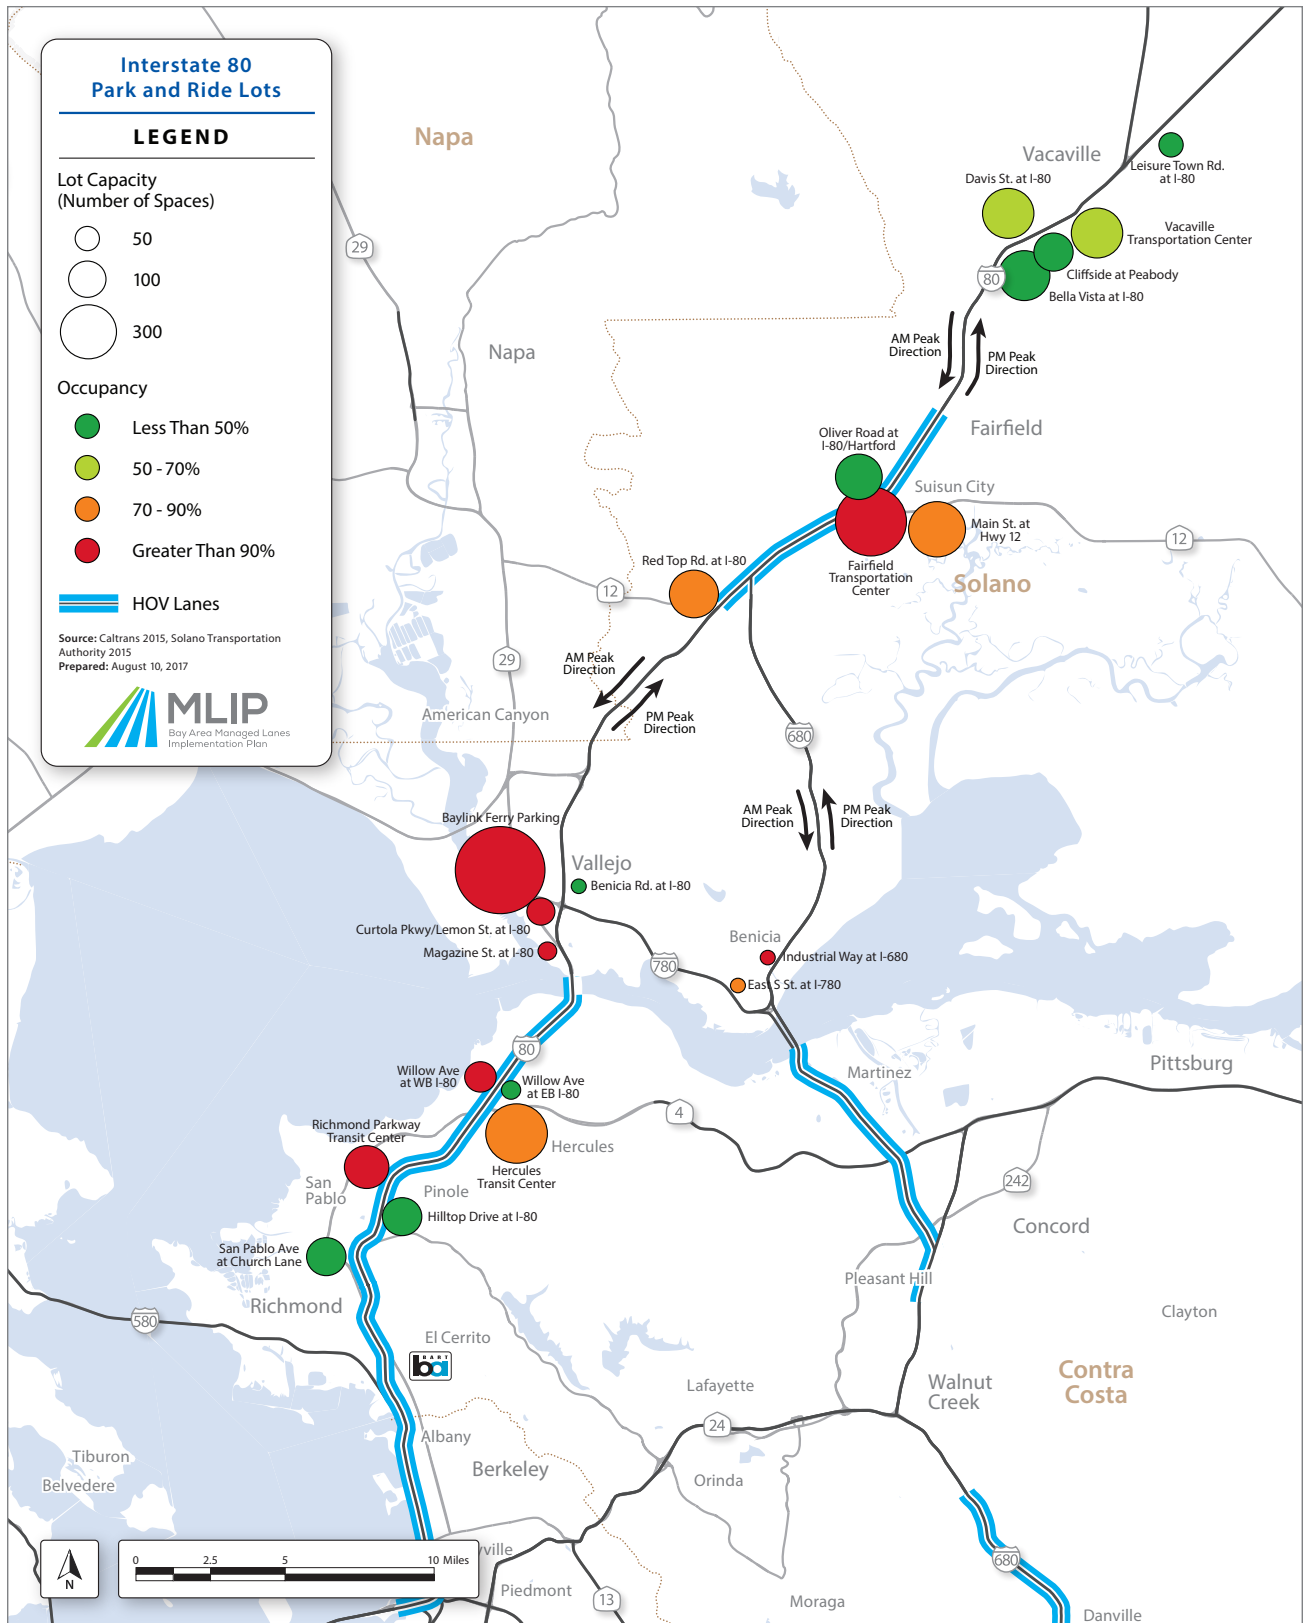 Interstate 80
Park and Ride Lots
LEGEND
Lot Capacity
(Number of Spaces)
50
100
300
Occupancy
Less Than 50%
50 - 70%
70 - 90%
Greater Than 90%
HOV Lanes
Source: Caltrans 2015, Solano Transportation
Authority 2015
Prepared: August 10, 2017
MLIP
Bay Area Managed Lanes
Implementation Plan
Napa
29
Vacaville
Leisure Town Rd.
at I-80
Davis St. at I-80
Vacaville
Transportation Center
Cliffside at Peabody
80
Bella Vista at I-80
Napa
AM Peak
Direction
PM Peak
Direction
Oliver Road at
I-80/Hartford
Fairfield
Suisun City
Main St. at
Hwy 12
12
Fairfield
Transportation
Center
Solano
Red Top Rd. at I-80
12
29
AM Peak
Direction
PM Peak
Direction
American Canyon
680
AM Peak
Direction
PM Peak
Direction
Baylink Ferry Parking
Vallejo
Benicia Rd. at I-80
Curtola Pkwy/Lemon St. at I-80
Magazine St. at I-80
Benicia
Industrial Way at I-680
780
East S St. at I-780
80
Willow Ave
at WB I-80
Willow Ave
at EB I-80
Martinez
Pittsburg
4
Richmond Parkway
Transit Center
Hercules
Hercules
Transit Center
San
Pablo
Pinole
242
Hilltop Drive at I-80
Concord
San Pablo Ave
at Church Lane
Pleasant Hill
Richmond
580
Clayton
El Cerrito
BART
ba
Contra
Costa
Lafayette
Walnut
Creek
24
Albany
Berkeley
Orinda
Tiburon
Belvedere
yville
680
Piedmont
13
Moraga
Danville
N
0
2.5
5
10 Miles